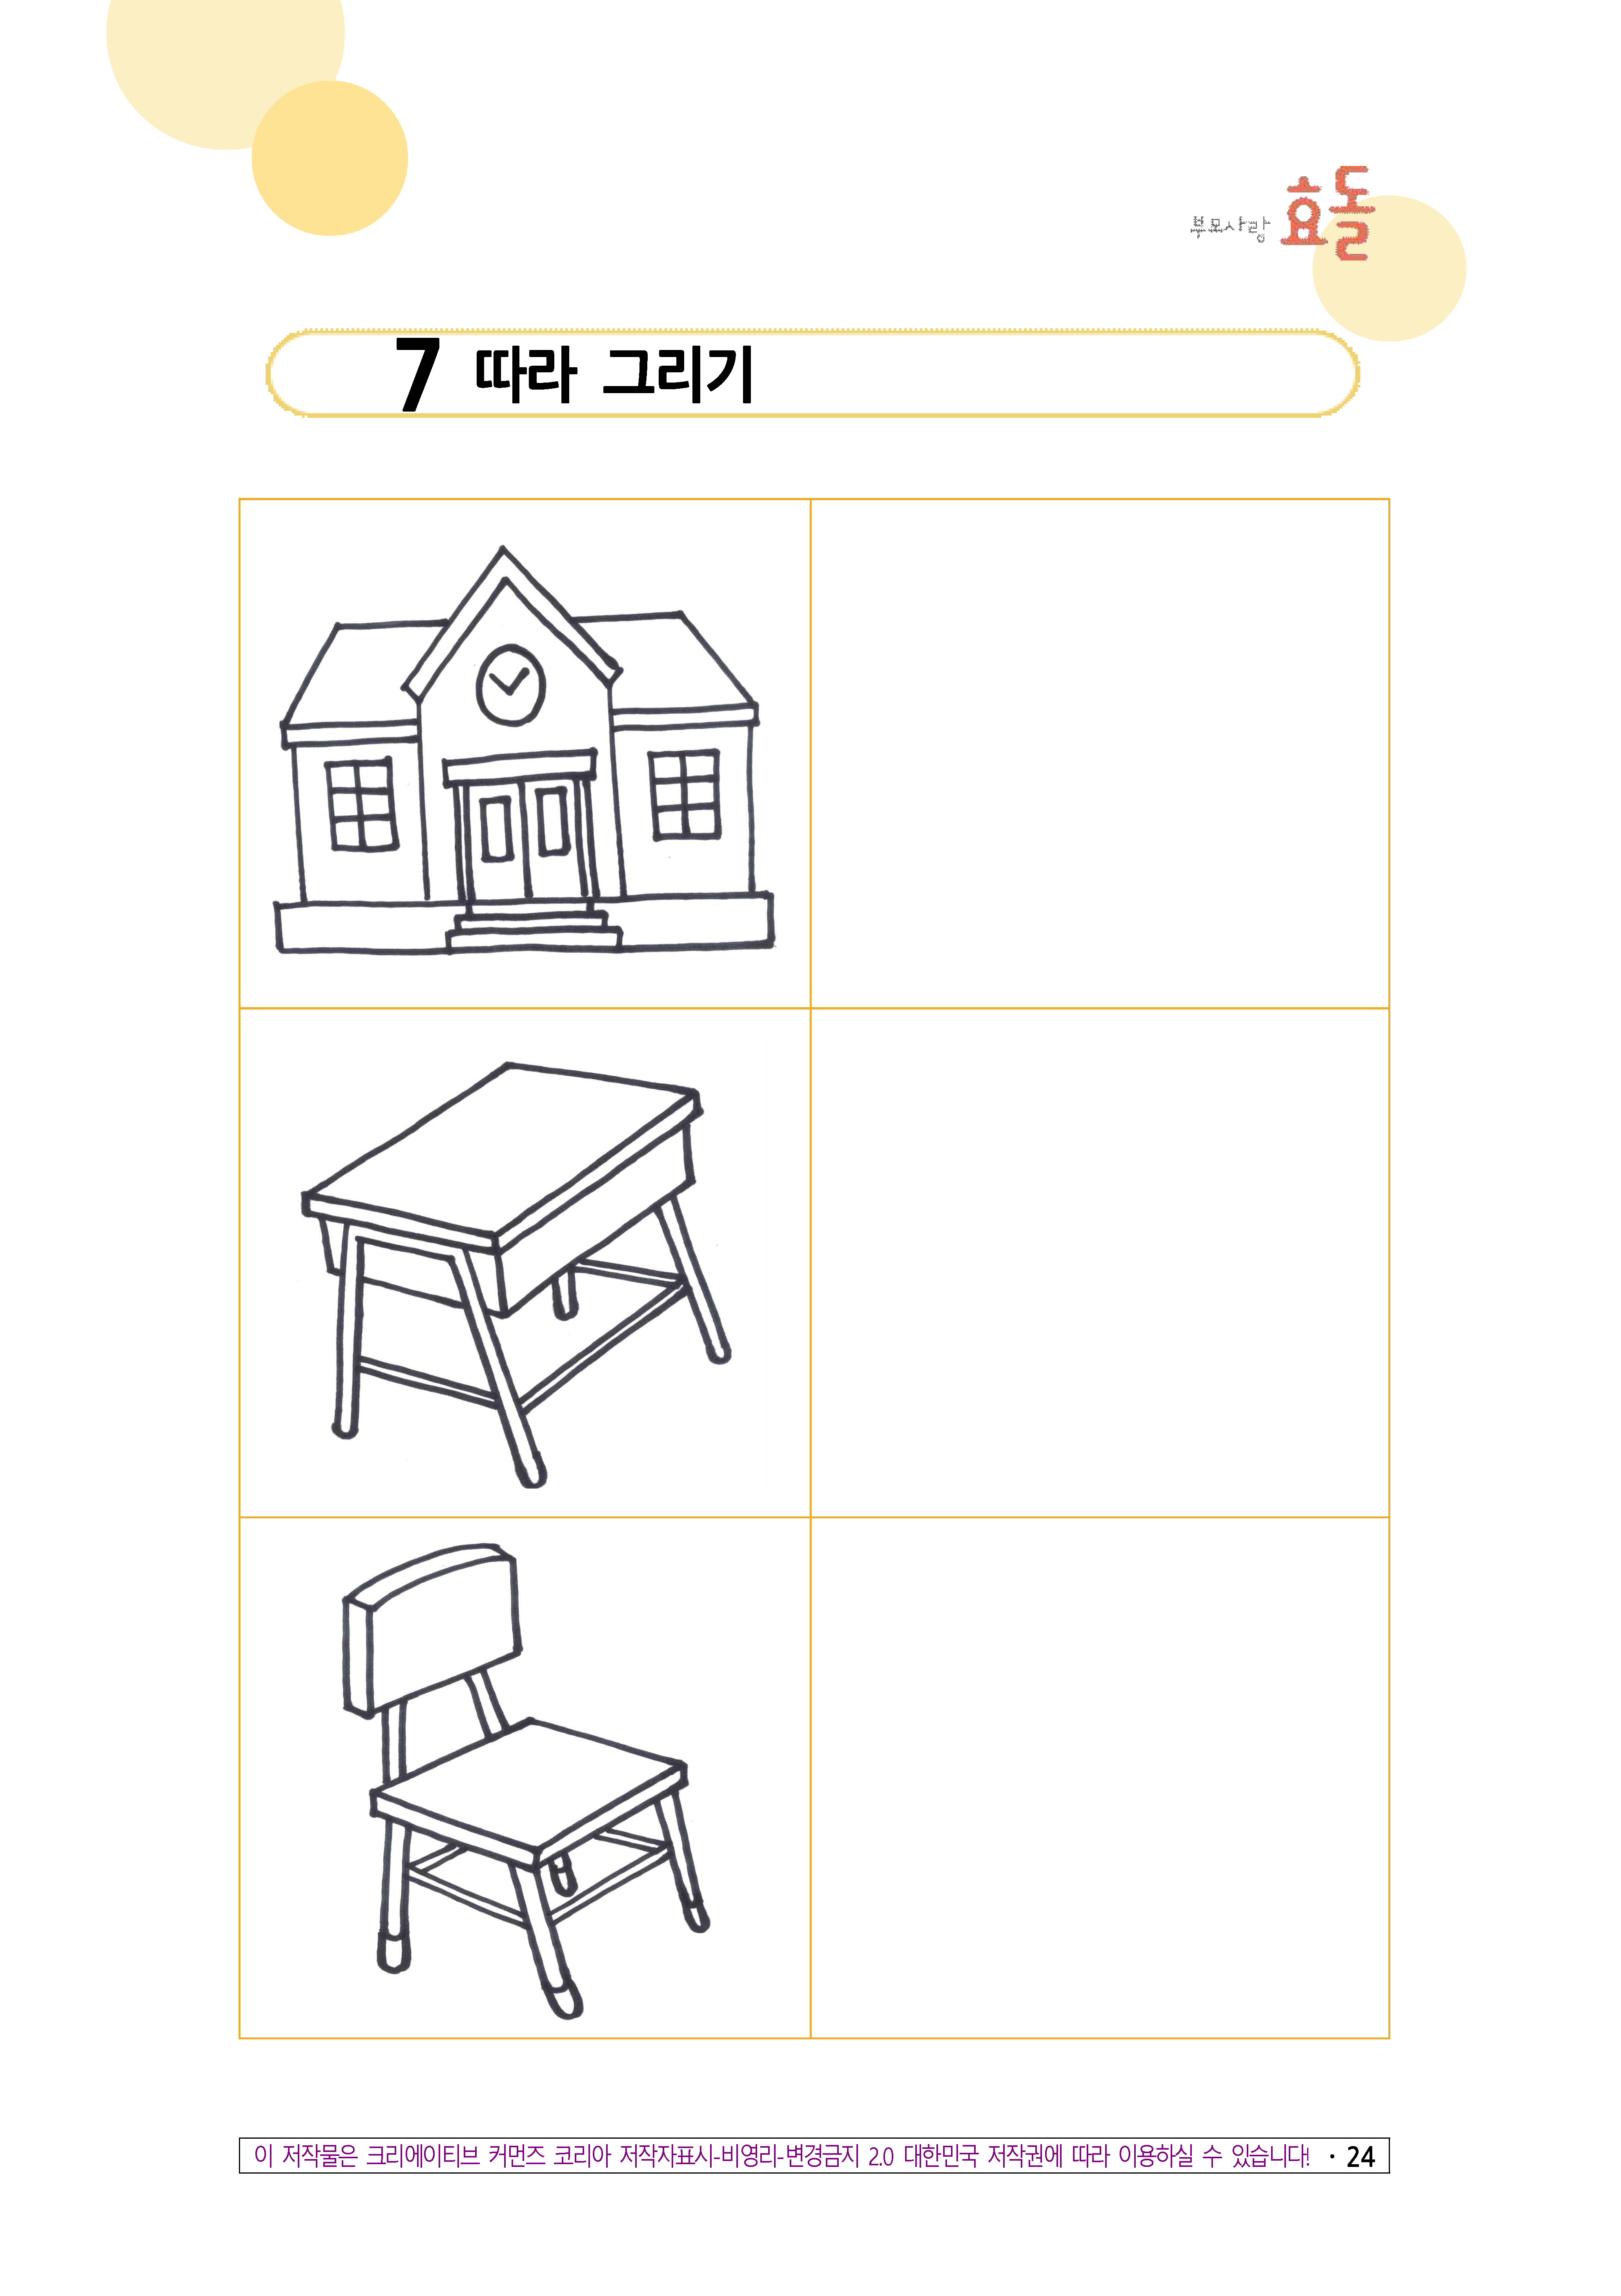 부모사랑 효돌
7 따라 그리기
이 저작물은 크리에이티브 커먼즈 코리아 저작자표시-비영리-변경금지 2.0 대한민국 저작권에 따라 이용하실 수 있습니다! · 24